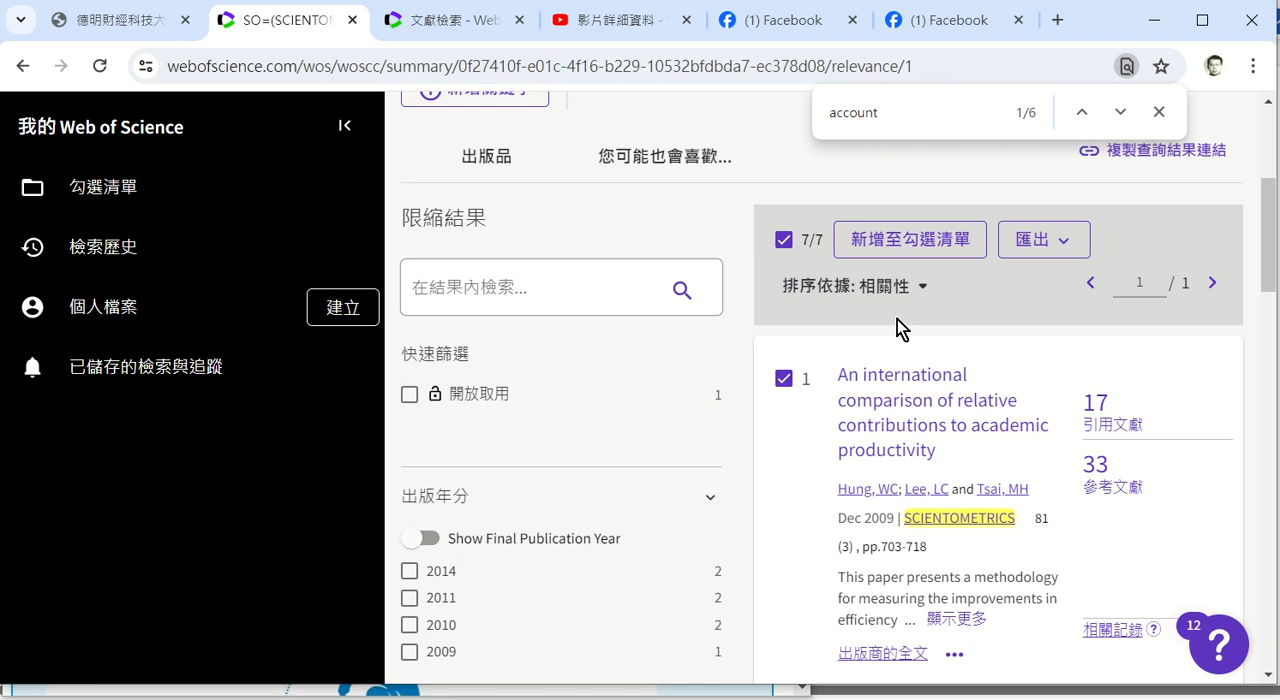 德明財經科技大
SO=(SCIENTOM
文獻檢索 - Web
影片詳細資料 -
(1) Facebook
(1) Facebook
webofscience.com/wos/woscc/summary/0f27410f-e01c-4f16-b229-10532bfdbda7-ec378d08/relevance/1
account 1/6
我的 Web of Science
勾選清單
檢索歷史
個人檔案
建立
已儲存的檢索與追蹤
新增關鍵字
出版品
您可能也會喜歡...
複製查詢結果連結
限縮結果
在結果內檢索...
快速篩選
開放取用 1
出版年分
Show Final Publication Year
2014 2
2011 2
2010 2
2009 1
7/7
新增至勾選清單
匯出
排序依據: 相關性
1 / 1
1
An international
comparison of relative
contributions to academic
productivity
Hung, WC; Lee, LC and Tsai, MH
Dec 2009 | SCIENTOMETRICS 81
(3) , pp.703-718
This paper presents a methodology
for measuring the improvements in
efficiency ... 顯示更多
出版商的全文
17
引用文獻
33
參考文獻
相關記錄 ?
12
?